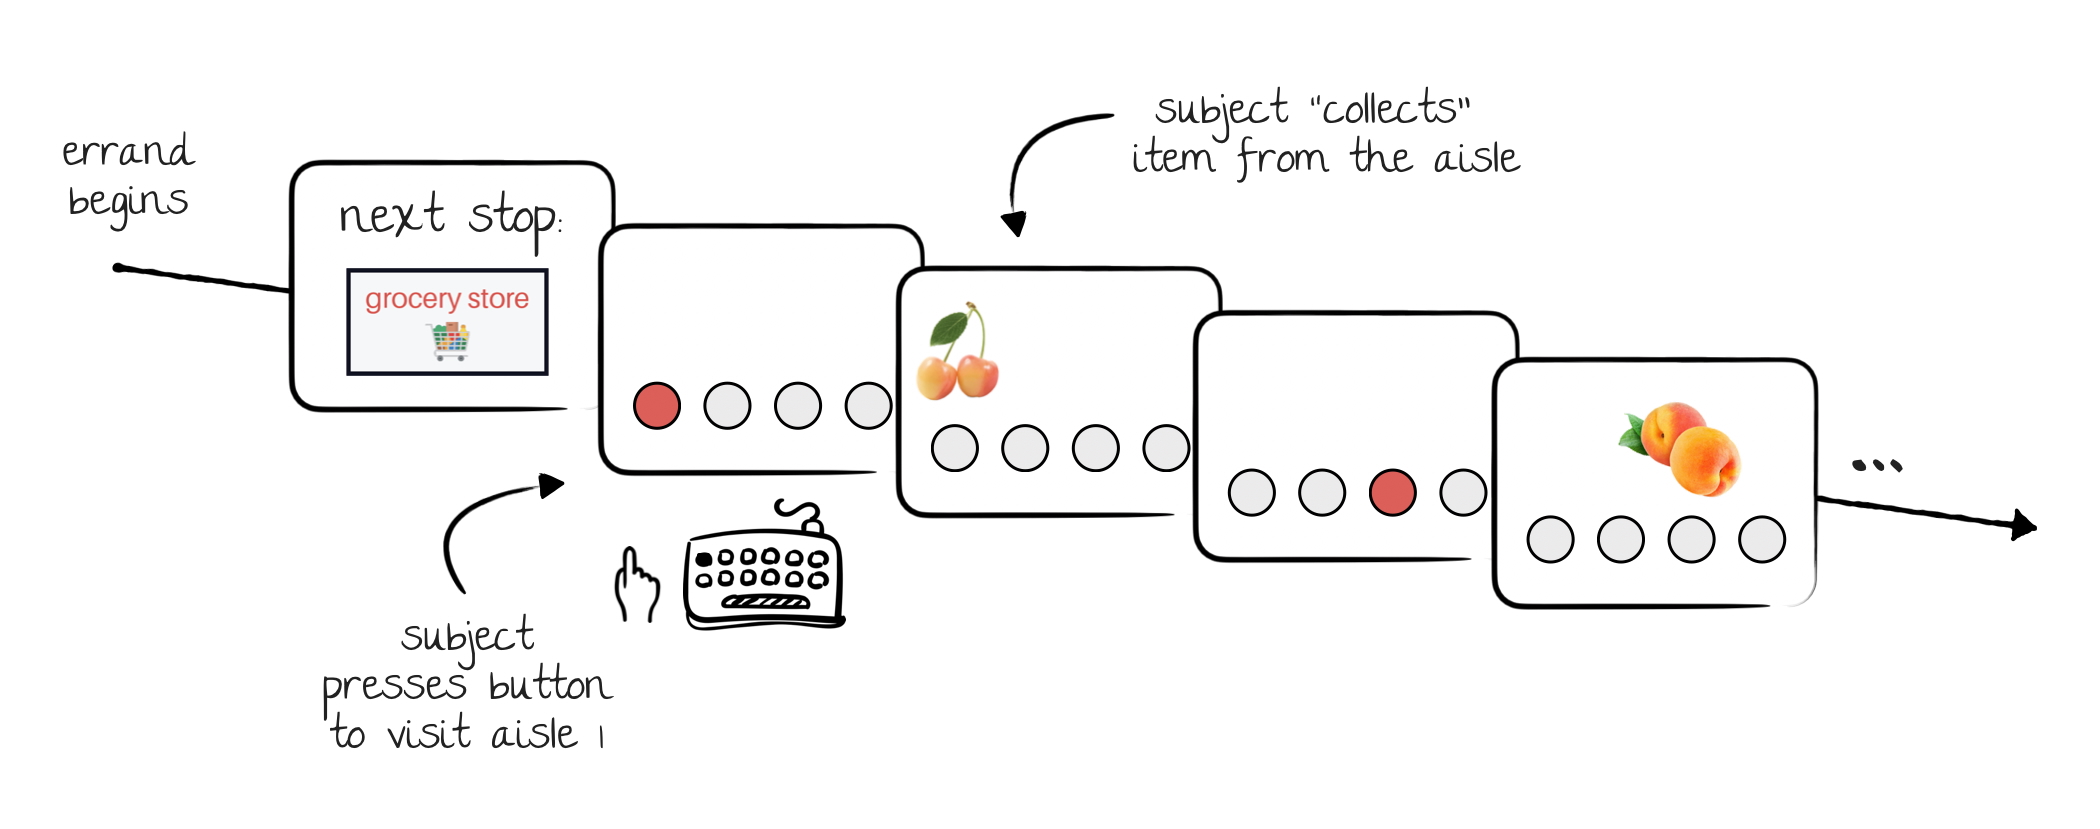 errand
begins
next stop:
grocery store
subject "collects"
item from the aisle
subject
presses button
to visit aisle 1
...